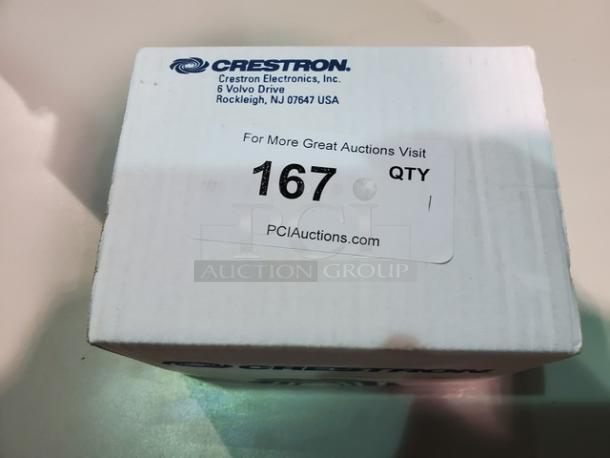 CRESTRON.
Crestron Electronics, Inc.
6 Volvo Drive
Rockleigh, NJ 07647 USA
For More Great Auctions Visit
167 QTY
PCI
PCIAuctions.com
AUCTION GROUP
CRESTRON